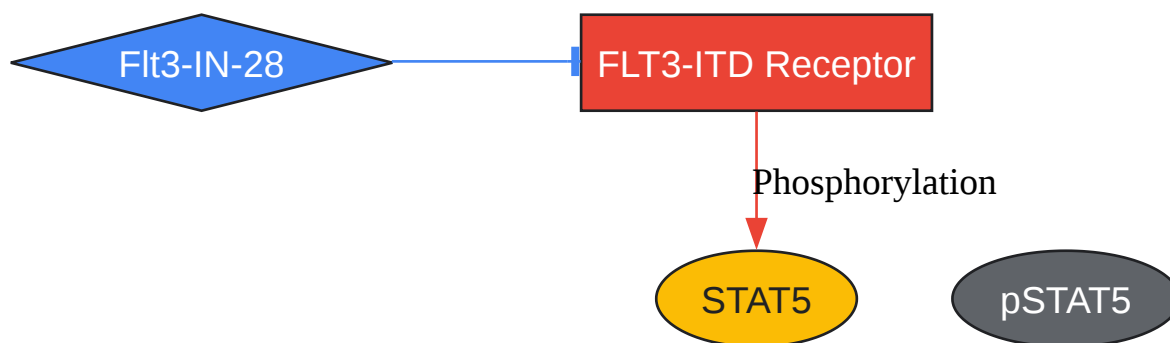 Flt3-IN-28
FLT3-ITD Receptor
Phosphorylation
STAT5
pSTAT5